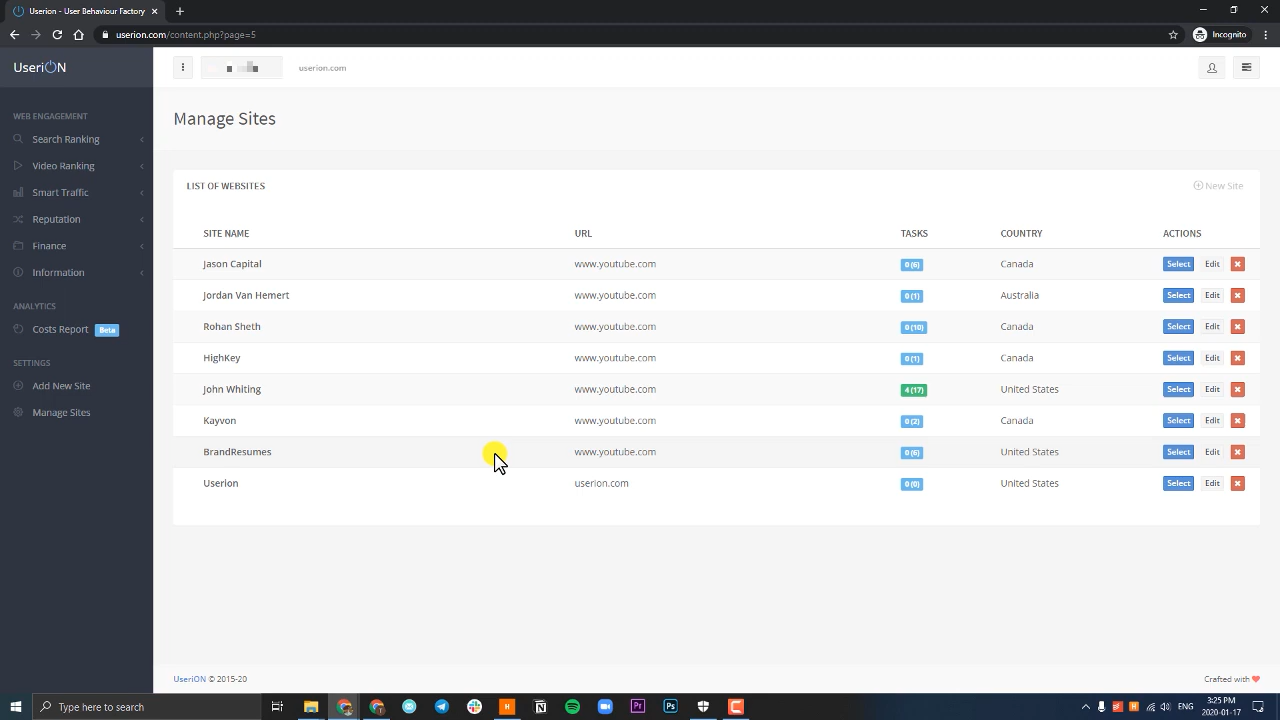 Userion - User Behaviour Factory
userion.com/content.php?page=5
Incognito
UseriON
userion.com
Manage Sites
WEB ENGAGEMENT
Search Ranking
Video Ranking
Smart Traffic
Reputation
Finance
Information
ANALYTICS
Costs Report Beta
SETTINGS
Add New Site
Manage Sites
LIST OF WEBSITES
New Site
SITE NAME URL TASKS COUNTRY ACTIONS
Jason Capital www.youtube.com 0 (6) Canada Select Edit
Jordan Van Hemert www.youtube.com 0 (1) Australia Select Edit
Rohan Sheth www.youtube.com 0 (10) Canada Select Edit
HighKey www.youtube.com 0 (1) Canada Select Edit
John Whiting www.youtube.com 4 (17) United States Select Edit
Kayvon www.youtube.com 0 (2) Canada Select Edit
BrandResumes www.youtube.com 0 (6) United States Select Edit
Userion userion.com 0 (0) United States Select Edit
UseriON © 2015-20
Crafted with
Type here to search
ENG
3:25 PM
2020-01-17